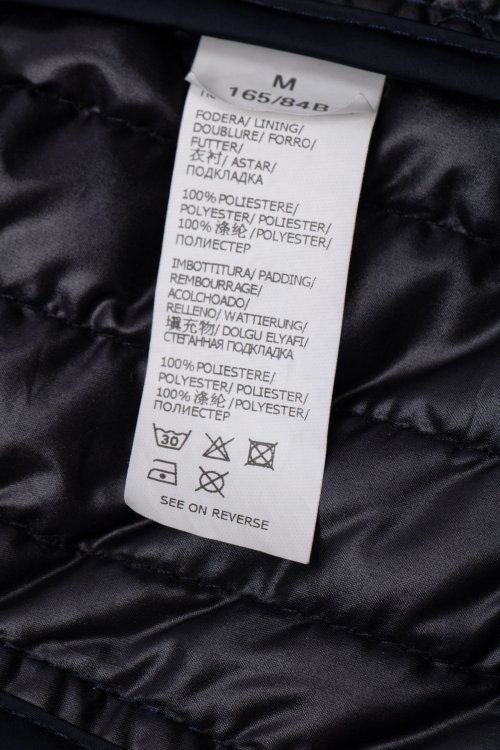 M
165/84B
FODERA/ LINING/
DOUBLURE/ FORRO/
FUTTER/
衣衬/ ASTAR/
ПОДКЛАДКА
100% POLIESTERE/
POLYESTER/ POLIESTER/
100% 涤纶/ POLYESTER/
ПОЛИЕСТЕР
IMBOTTITURA/ PADDING/
REMBOURRAGE/
ACOLCHOADO/
RELLENO/ WATTIERUNG/
填充物/ DOLGU ELYAFI/
СТЕГАННАЯ ПОДКЛАДКА
100% POLIESTERE/
POLYESTER/ POLIESTER/
100% 涤纶/ POLYESTER/
ПОЛИЕСТЕР
30
SEE ON REVERSE